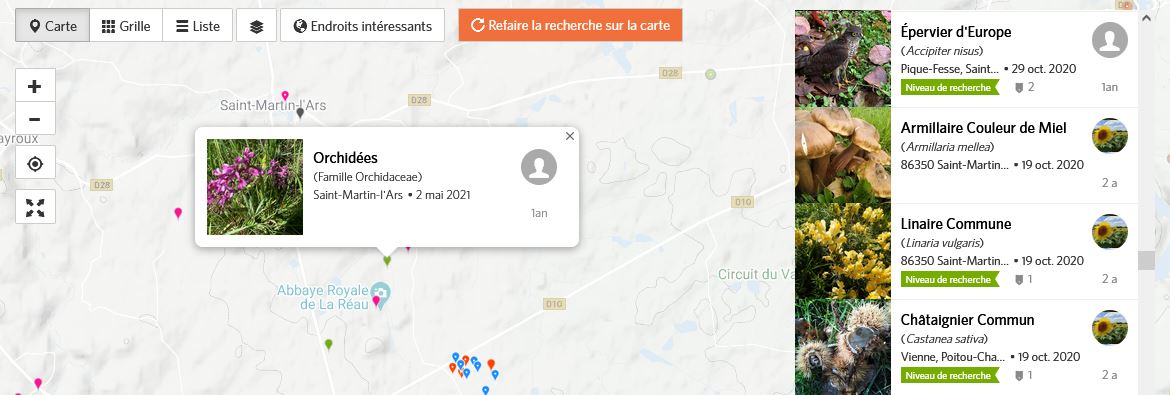 Carte
Grille
Liste
Endroits intéressants
Refaire la recherche sur la carte
+
−
ayroux
Saint-Martin-l'Ars
D28
D28
D28
D10
D10
D8
Circuit du Va
Abbaye Royale
de La Réau
Orchidées
(Famille Orchidaceae)
Saint-Martin-l'Ars • 2 mai 2021
1an
Épervier d'Europe
(Accipiter nisus)
Pique-Fesse, Saint... • 29 oct. 2020
Niveau de recherche 2 1an
Armillaire Couleur de Miel
(Armillaria mellea)
86350 Saint-Martin... • 19 oct. 2020
2 a
Linaire Commune
(Linaria vulgaris)
86350 Saint-Martin... • 19 oct. 2020
Niveau de recherche 1 2 a
Châtaignier Commun
(Castanea sativa)
Vienne, Poitou-Cha... • 19 oct. 2020
Niveau de recherche 1 2 a